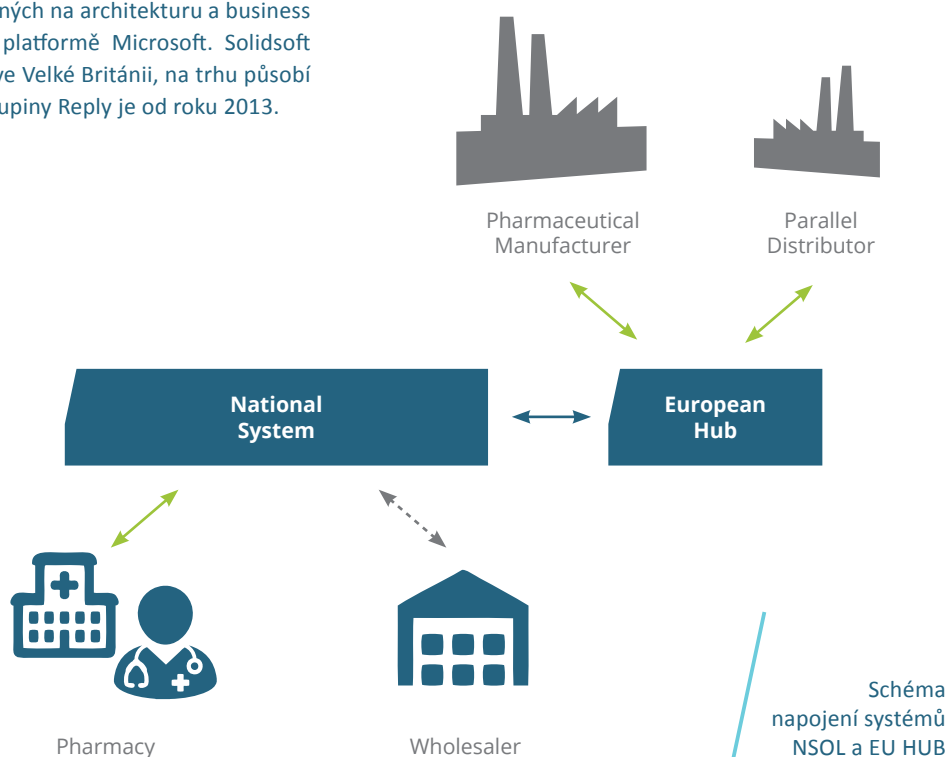 ných na architekturu a business
platformě Microsoft. Solidsoft
ve Velké Británii, na trhu působí
kupiny Reply je od roku 2013.
Pharmaceutical
Manufacturer
Parallel
Distributor
National
System
European
Hub
Pharmacy
Wholesaler
Schéma
napojení systémů
NSOL a EU HUB